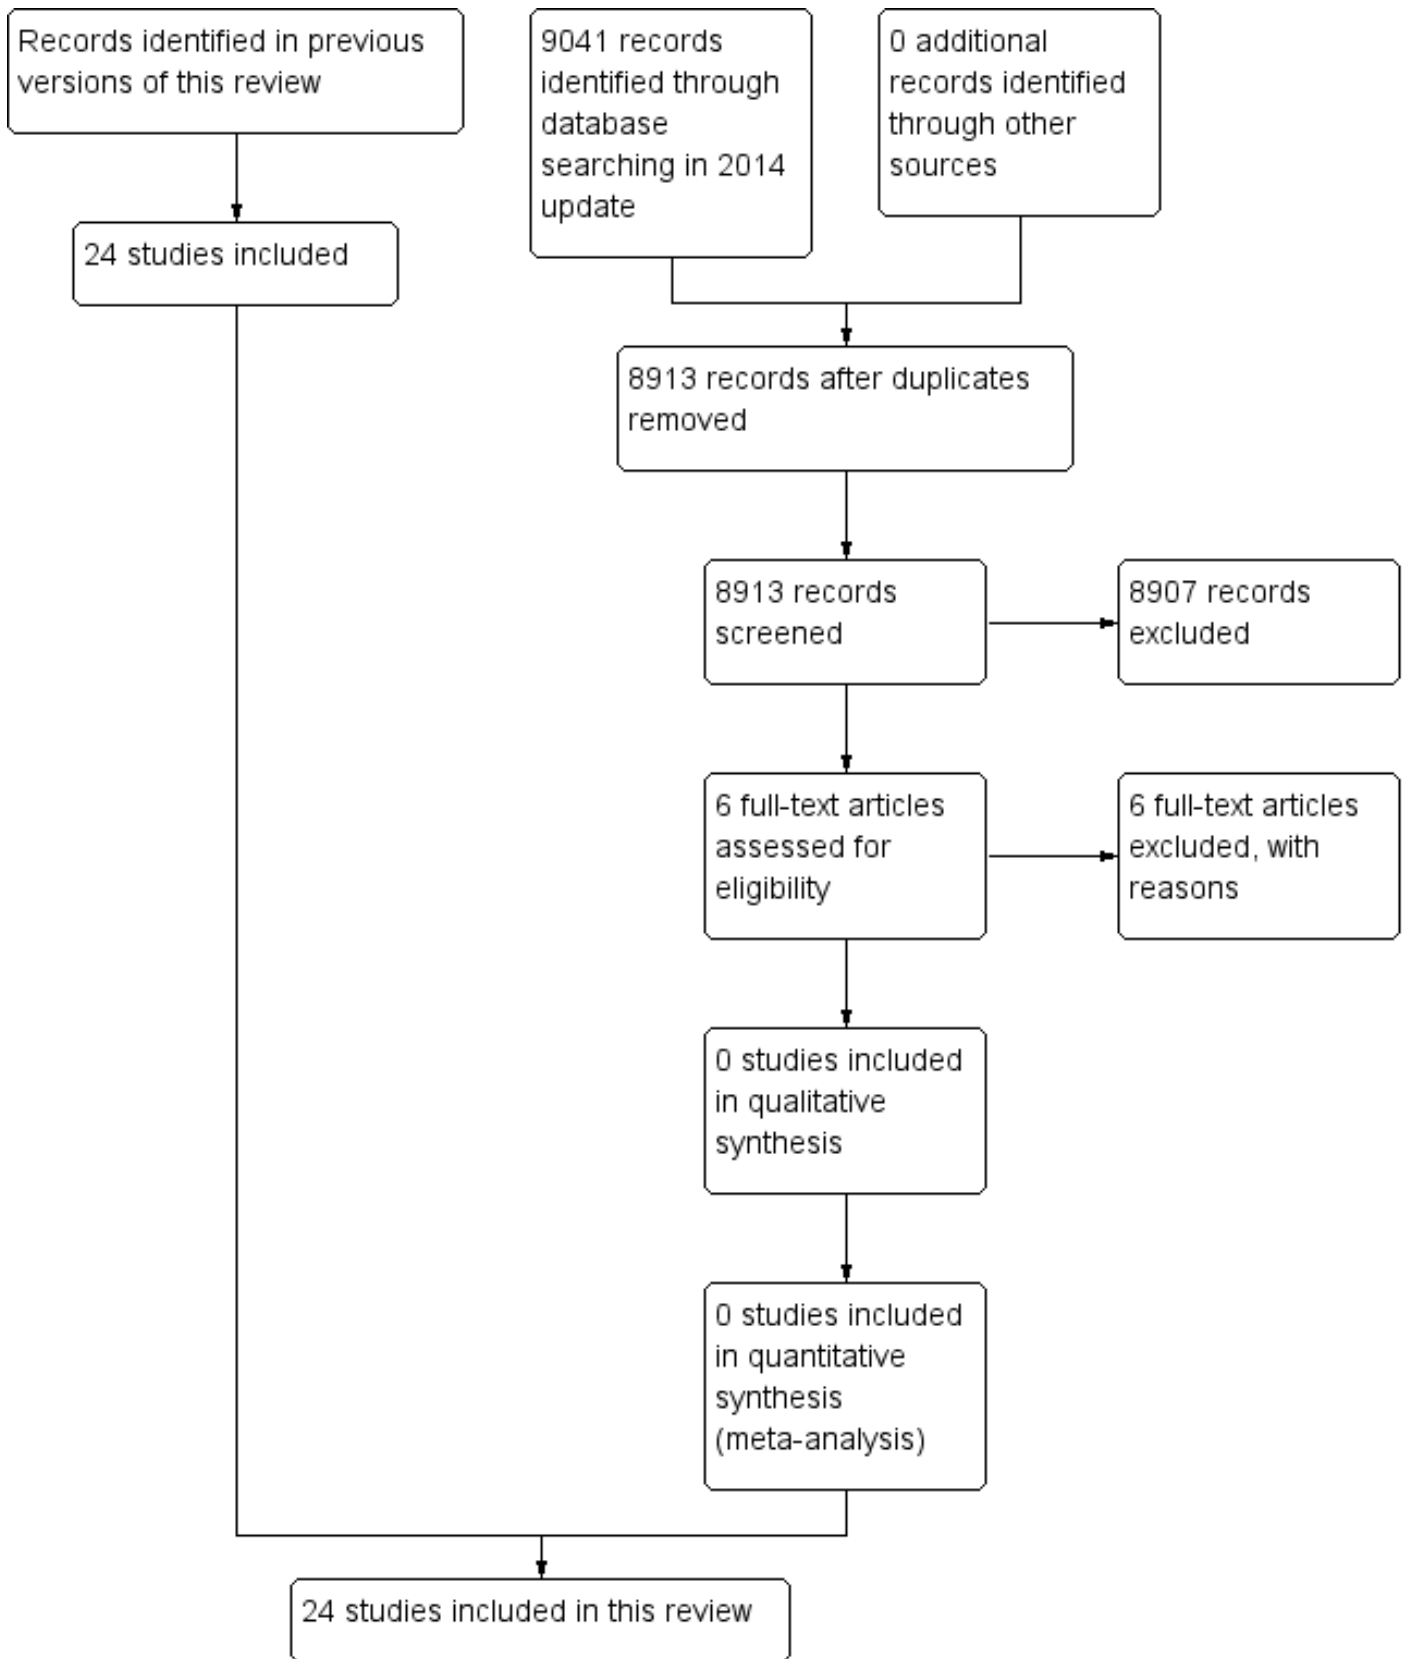 Records identified in previous
versions of this review
9041 records
identified through
database
searching in 2014
update
0 additional
records identified
through other
sources
24 studies included
8913 records after duplicates
removed
8913 records
screened
8907 records
excluded
6 full-text articles
assessed for
eligibility
6 full-text articles
excluded, with
reasons
0 studies included
in qualitative
synthesis
0 studies included
in quantitative
synthesis
(meta-analysis)
24 studies included in this review